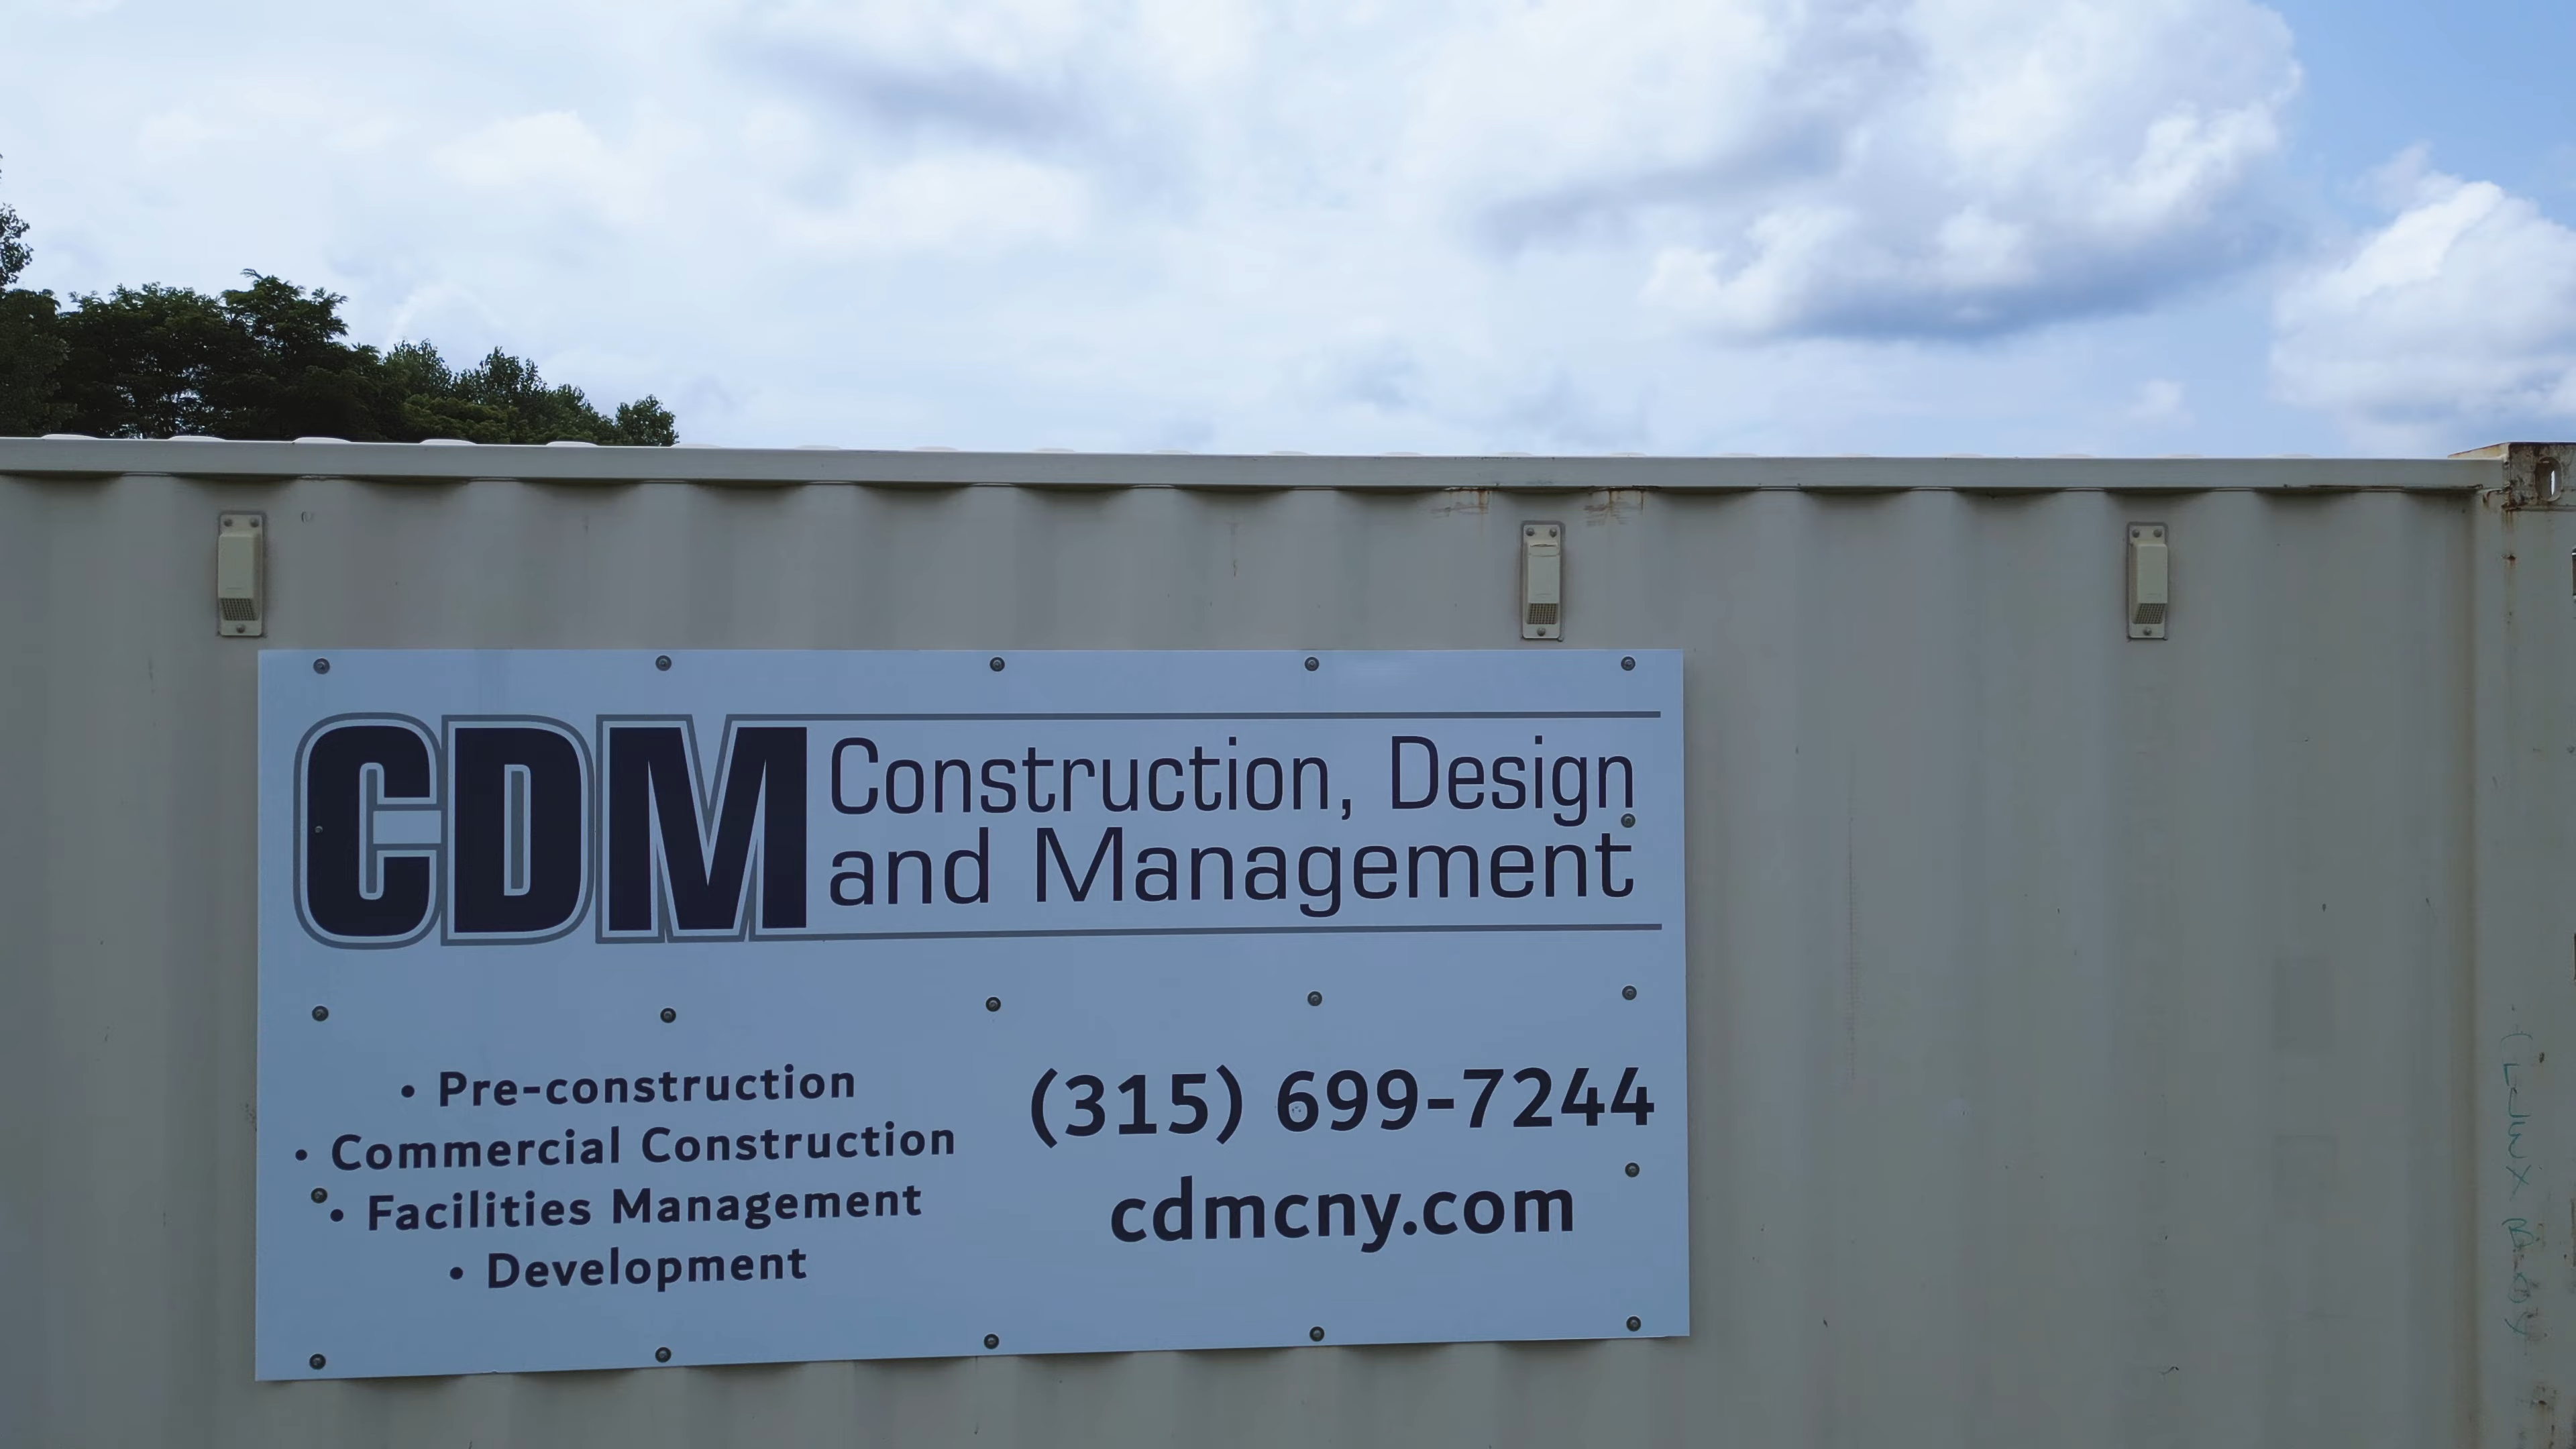 CDM
Construction, Design
and Management
• Pre-construction
• Commercial Construction
• Facilities Management
• Development
(315) 699-7244
cdmcny.com